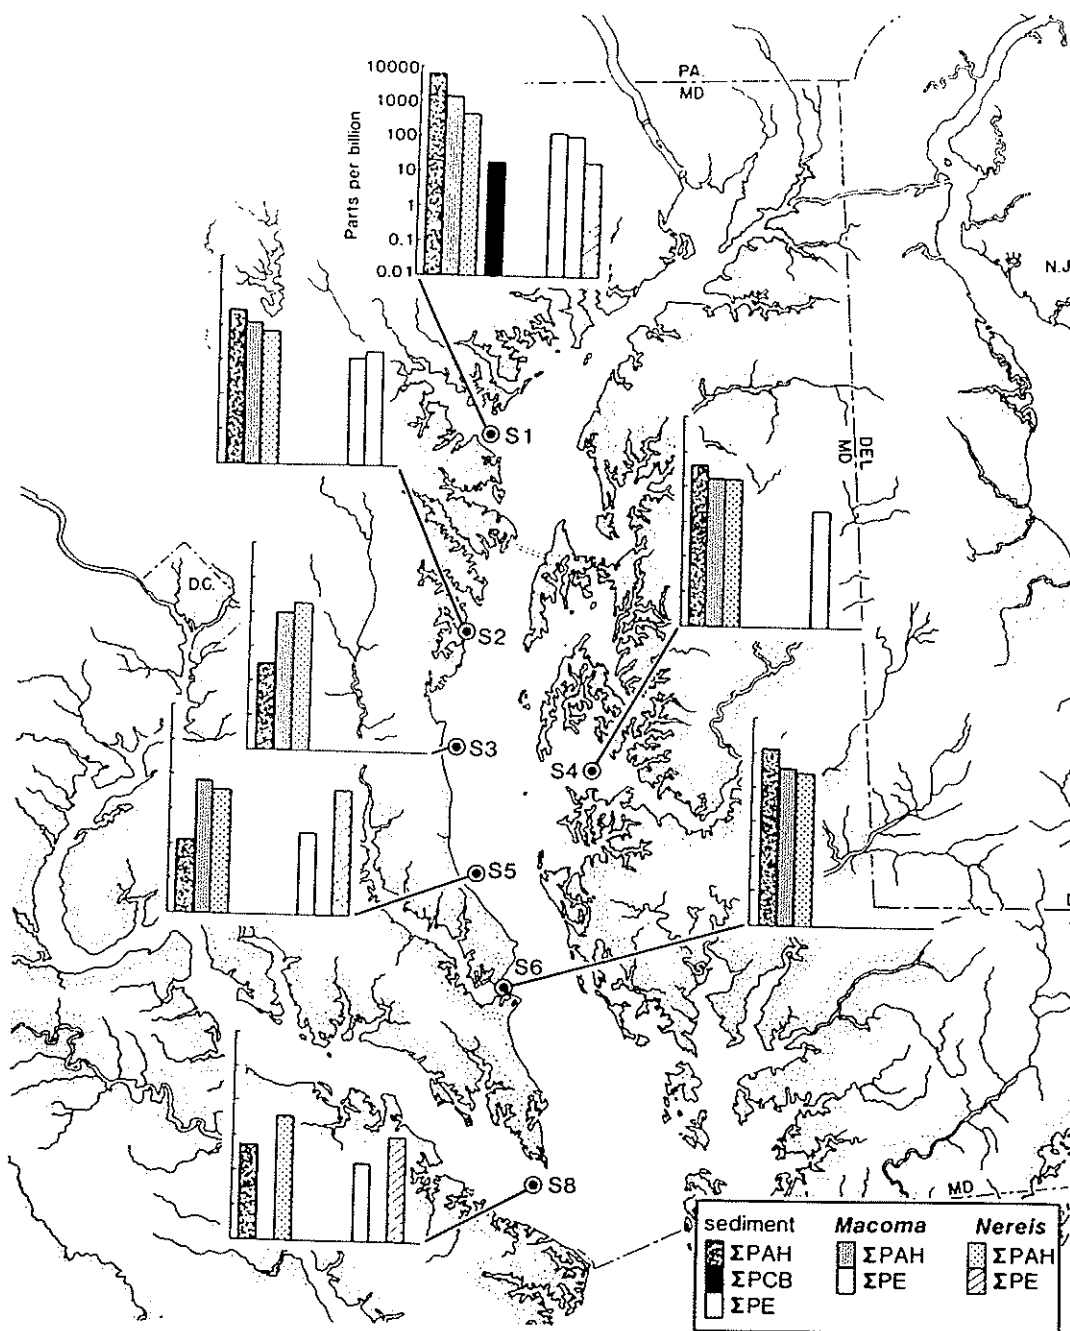 10000
1000
100
10
1
0.1
0.01
Parts per billion
PA.
MD
N.J
DEL
MD
D.C.
S1
S2
S3
S4
S5
S6
S8
MD
sediment Macoma Nereis
ΣPAH ΣPAH ΣPAH
ΣPCB ΣPE ΣPE
ΣPE